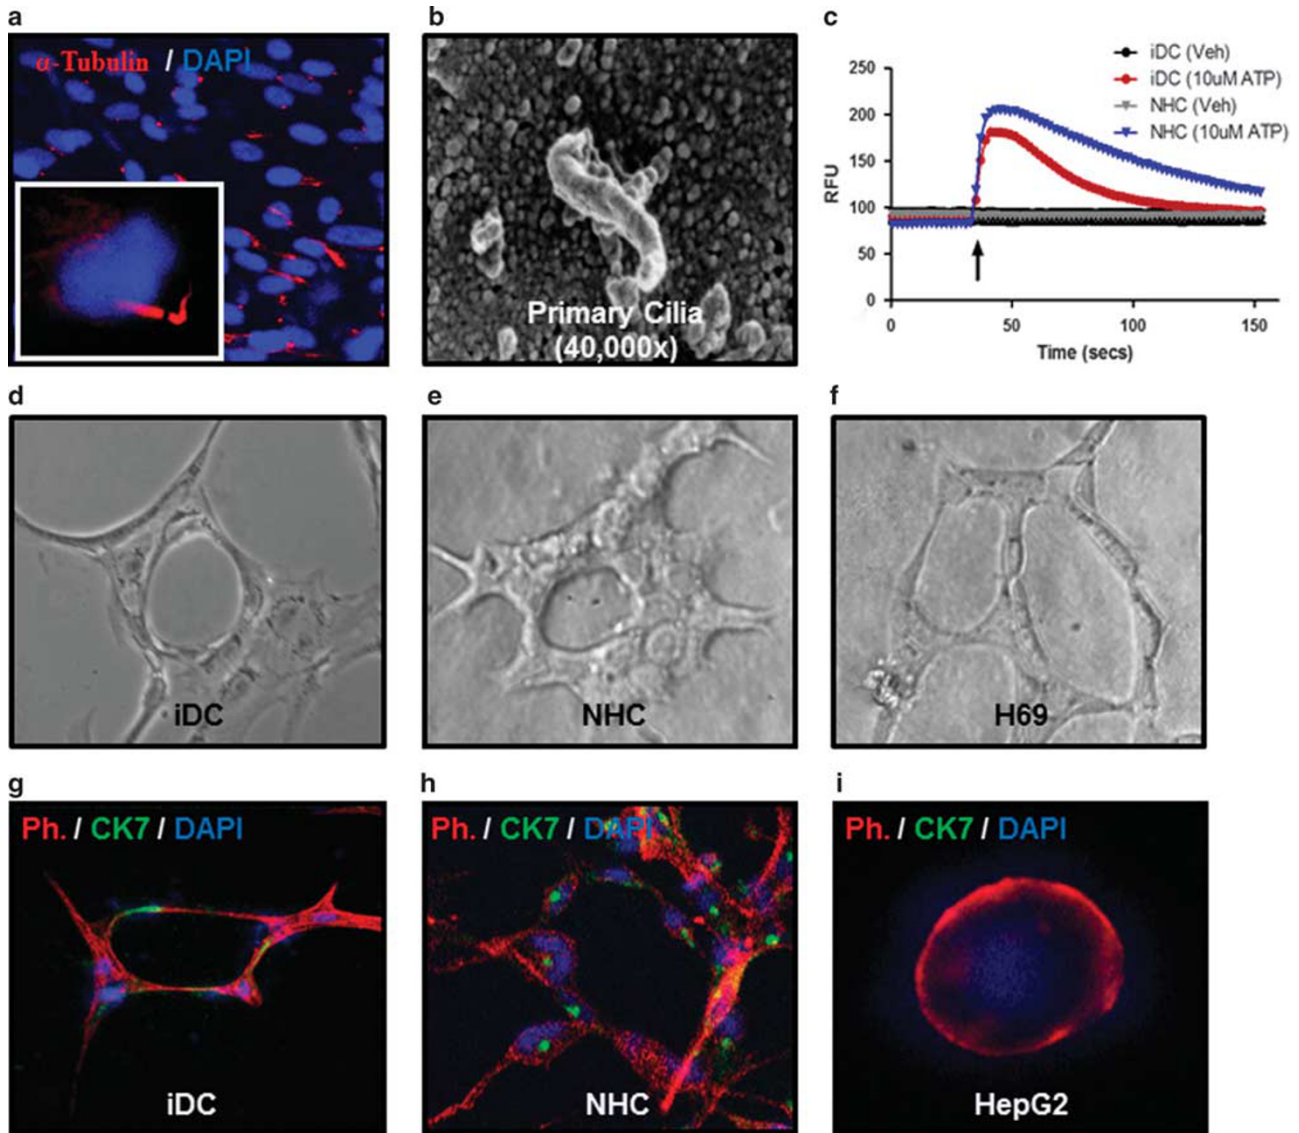 a
α-Tubulin / DAPI
b
Primary Cilia
(40,000x)
c
iDC (Veh)
iDC (10uM ATP)
NHC (Veh)
NHC (10uM ATP)
250
200
150
100
50
0
RFU
0 50 100 150
Time (secs)
d
iDC
e
NHC
f
H69
g
Ph. / CK7 / DAPI
iDC
h
Ph. / CK7 / DAPI
NHC
i
Ph. / CK7 / DAPI
HepG2